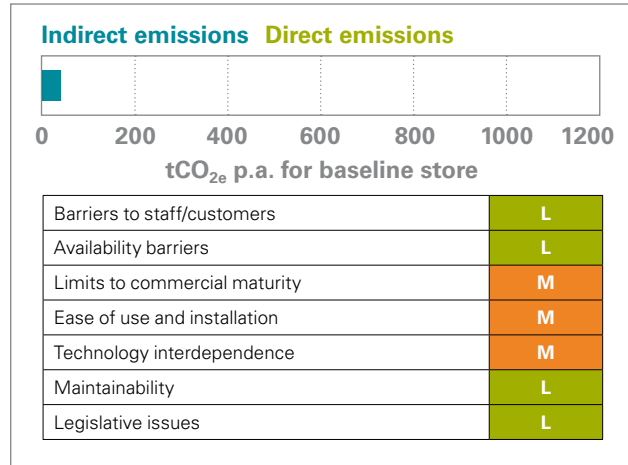 Indirect emissions Direct emissions
0 200 400 600 800 1000 1200
tCO2e p.a. for baseline store
Barriers to staff/customers L
Availability barriers L
Limits to commercial maturity M
Ease of use and installation M
Technology interdependence M
Maintainability L
Legislative issues L